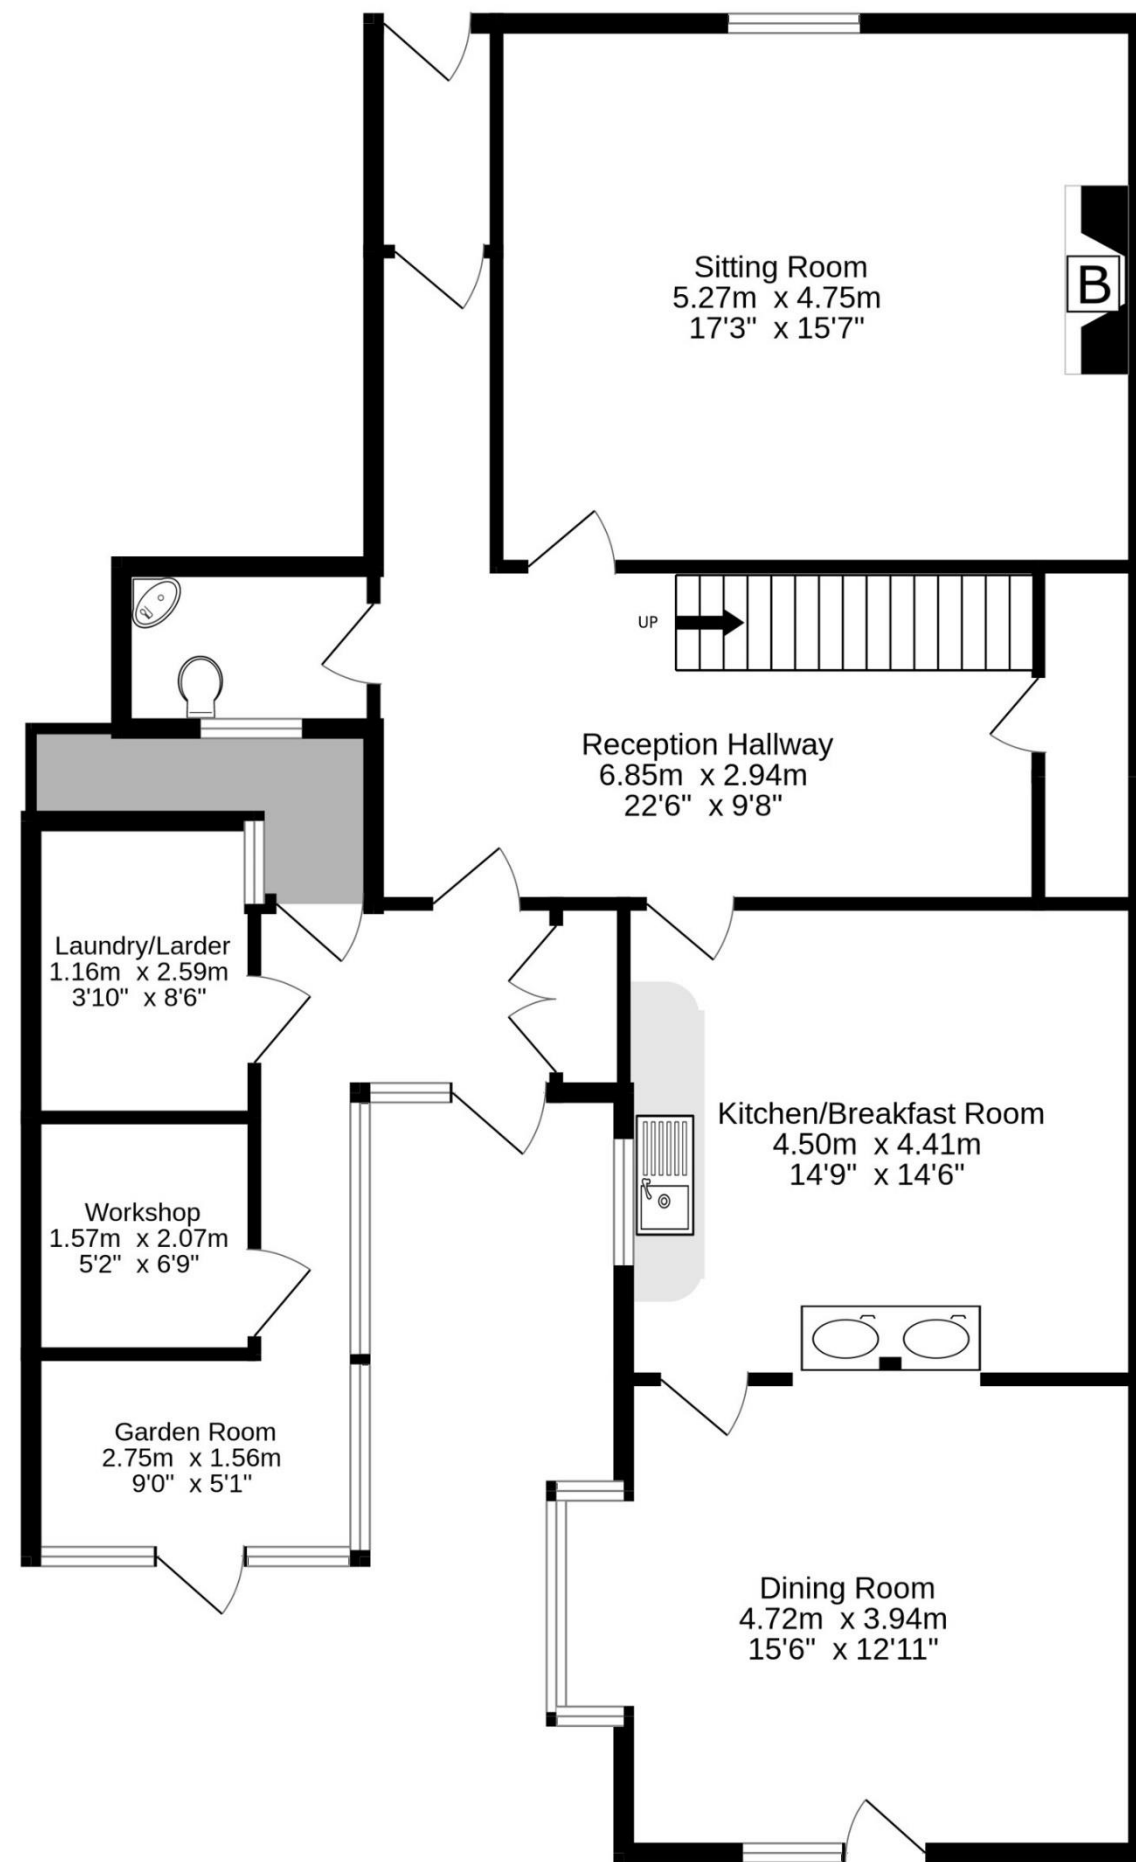 Sitting Room
5.27m x 4.75m
17'3" x 15'7"
B
UP
Reception Hallway
6.85m x 2.94m
22'6" x 9'8"
Laundry/Larder
1.16m x 2.59m
3'10" x 8'6"
Kitchen/Breakfast Room
4.50m x 4.41m
14'9" x 14'6"
Workshop
1.57m x 2.07m
5'2" x 6'9"
Garden Room
2.75m x 1.56m
9'0" x 5'1"
Dining Room
4.72m x 3.94m
15'6" x 12'11"